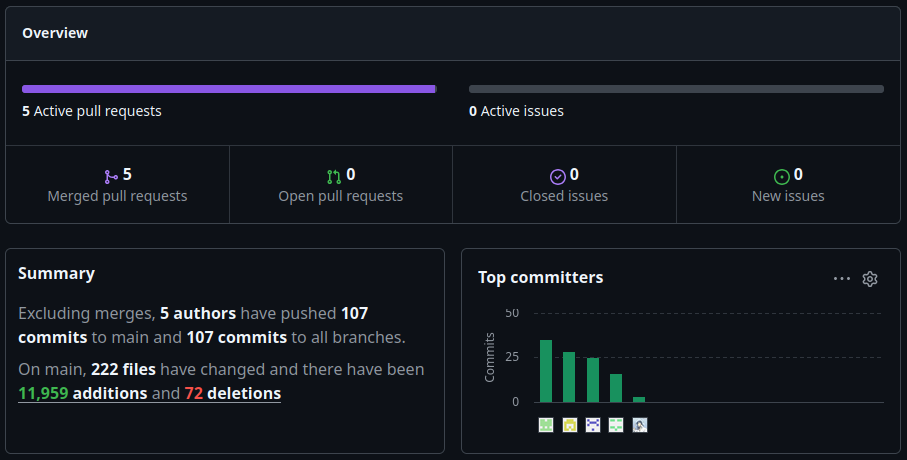 Overview
5 Active pull requests
0 Active issues
5
Merged pull requests
0
Open pull requests
0
Closed issues
0
New issues
Summary
Excluding merges, 5 authors have pushed 107
commits to main and 107 commits to all branches.
On main, 222 files have changed and there have been
11,959 additions and 72 deletions
Top committers
Commits
50
25
0